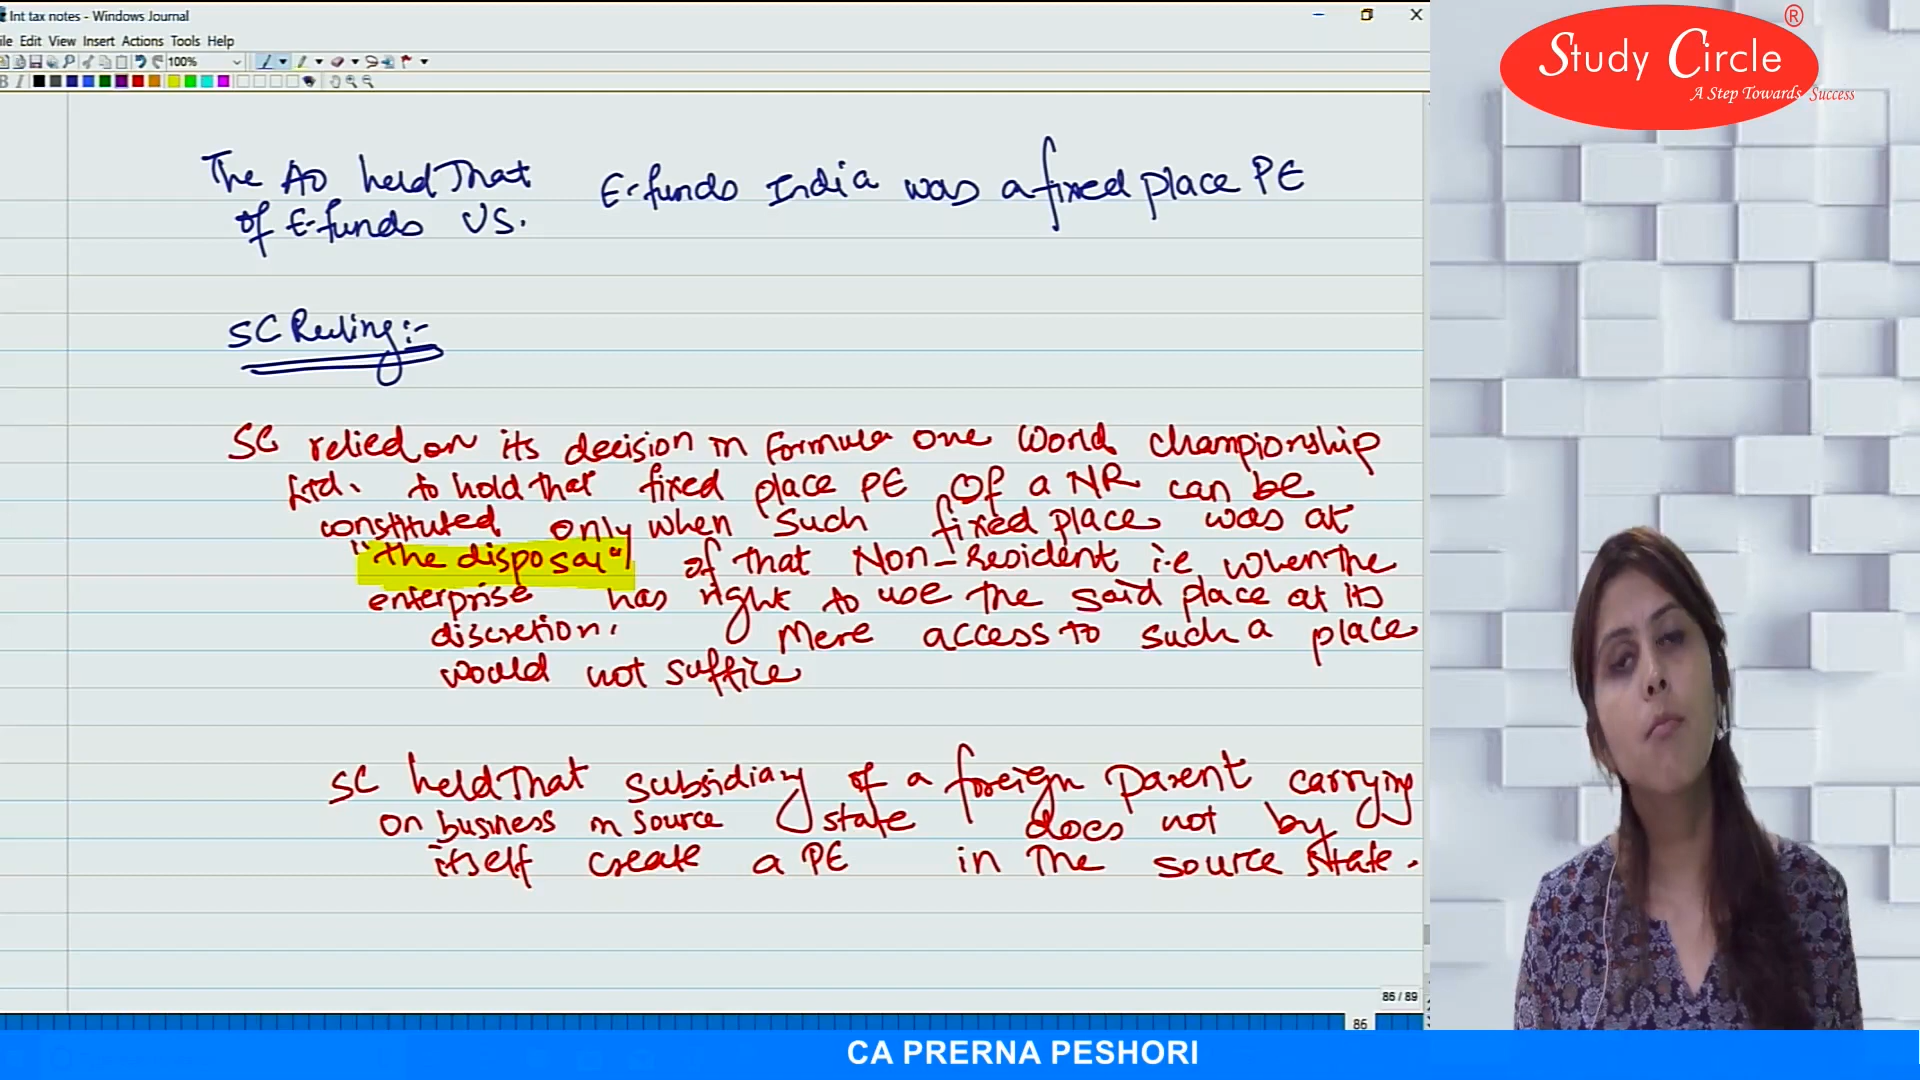 Int tax notes - Windows Journal
ile Edit View Insert Actions Tools Help
100%
B I
Study Circle ®
A Step Towards Success
The AO held that E-funds India was a fixed place PE
of E-funds US.
SC Ruling:-
SC relied on its decision in Formula One World Championship
Ltd. to hold that fixed place PE of a NR can be
constituted only when such fixed place was at
"the disposal" of that Non-resident i.e when the
enterprise has right to use the said place at its
discretion. Mere access to such a place
would not suffice
SC held that subsidiary of a foreign Parent carrying
on business in source state does not by
itself create a PE in the source state.
86 / 89
86
CA PRERNA PESHORI